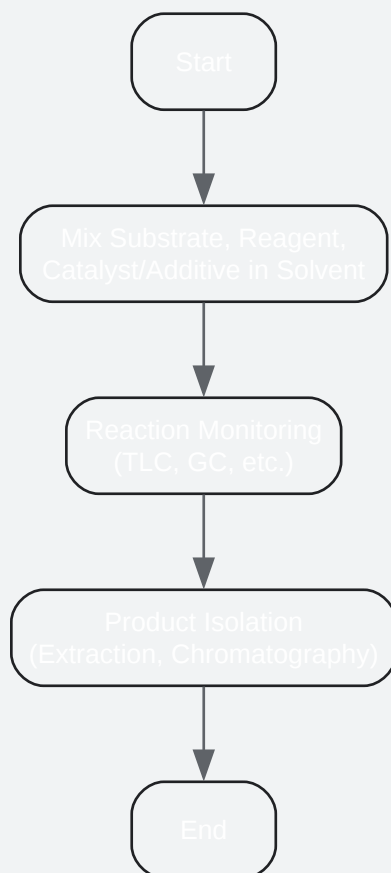 Start
Mix Substrate, Reagent,
Catalyst/Additive in Solvent
Reaction Monitoring
(TLC, GC, etc.)
Product Isolation
(Extraction, Chromatography)
End